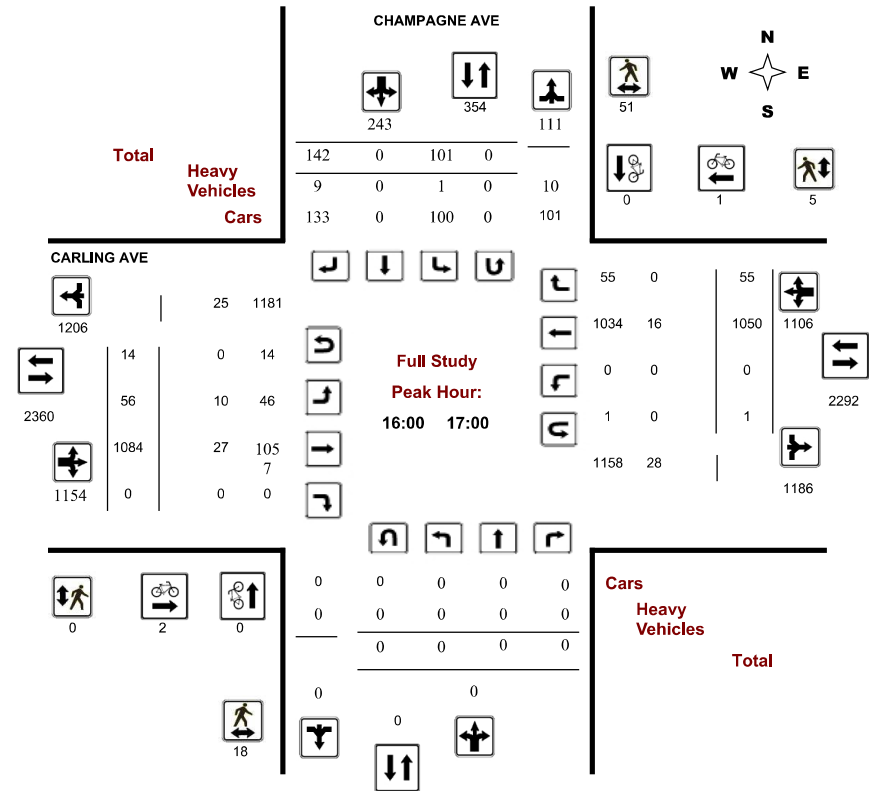 CHAMPAGNE AVE
N
W E
S
354
51
243
111
Total
142 0 101 0
Heavy
Vehicles
9 0 1 0 10
Cars
133 0 100 0 101
0 1 5
CARLING AVE
55 0 55
25 1181
1206
1034 16 1050 1106
14 0 14
Full Study
0 0 0
Peak Hour:
2292
56 10 46
2360
16:00 17:00
1 0 1
1084 27 105
7
1158 28
1186
1154 0 0 0
0 0 0 0 0
Cars
0 0 0 0 0
Heavy
Vehicles
0 2 0
0 0 0 0
Total
0 0
0
18